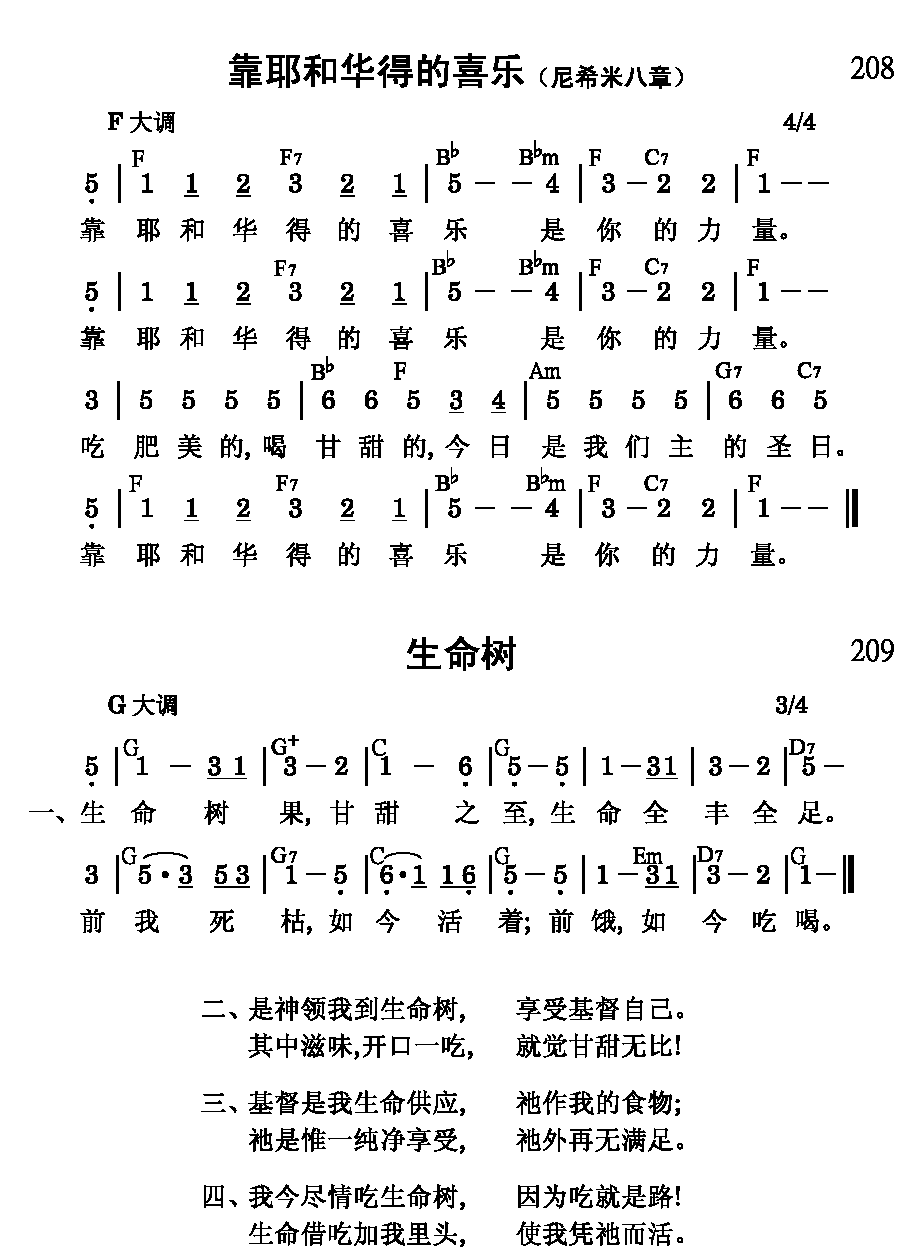 靠耶和华得的喜乐（尼希米八章） 208
F 大调 4/4
F F7 B♭ B♭m F C7 F
5̣ | 1 1 2 3 2 1 | 5 − − 4 | 3 − 2 2 | 1 − −
靠 耶 和 华 得 的 喜 乐 是 你 的 力 量。
F7 B♭ B♭m F C7 F
5̣ | 1 1 2 3 2 1 | 5 − − 4 | 3 − 2 2 | 1 − −
靠 耶 和 华 得 的 喜 乐 是 你 的 力 量。
B♭ F Am G7 C7
3 | 5 5 5 5 | 6 6 5 3 4 | 5 5 5 5 | 6 6 5
吃 肥 美 的, 喝 甘 甜 的, 今 日 是 我 们 主 的 圣 日。
F F7 B♭ B♭m F C7 F
5̣ | 1 1 2 3 2 1 | 5 − − 4 | 3 − 2 2 | 1 − − ‖
靠 耶 和 华 得 的 喜 乐 是 你 的 力 量。
生命树 209
G 大调 3/4
G G+ C G D7
5̣ | 1 − 3 1 | 3 − 2 | 1 − 6̣ | 5̣ − 5̣ | 1 − 3 1 | 3 − 2 | 5 −
一、生 命 树 果, 甘 甜 之 至, 生 命 全 丰 全 足。
G G7 C G Em D7 G
3 | 5 · 3 5 3 | 1 − 5̣ | 6̣ · 1 1 6̣ | 5̣ − 5̣ | 1 − 3 1 | 3 − 2 | 1 − ‖
前 我 死 枯, 如 今 活 着; 前 饿, 如 今 吃 喝。
二、是神领我到生命树, 享受基督自己。
其中滋味,开口一吃, 就觉甘甜无比!
三、基督是我生命供应, 祂作我的食物;
祂是惟一纯净享受, 祂外再无满足。
四、我今尽情吃生命树, 因为吃就是路!
生命借吃加我里头, 使我凭祂而活。